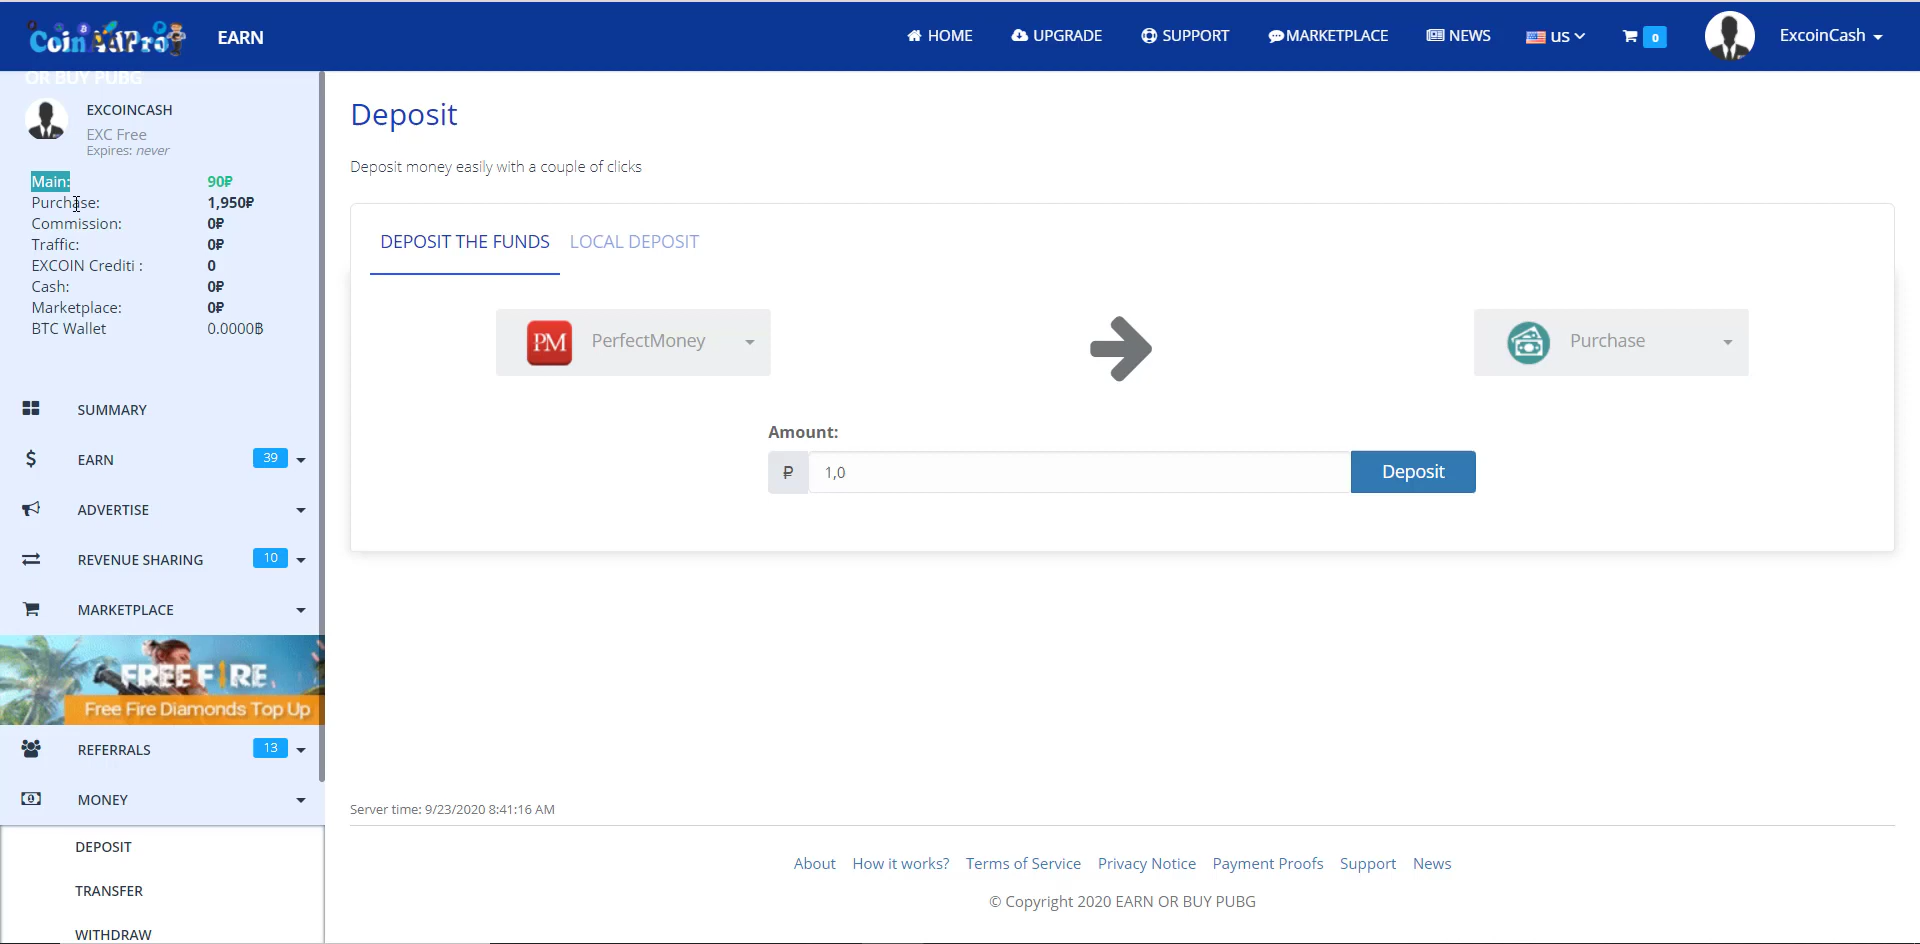 CoinAdPro
EARN
HOME
UPGRADE
SUPPORT
MARKETPLACE
NEWS
us
0
ExcoinCash
OR BUY PUBG
EXCOINCASH
EXC Free
Expires: never
Main: 90₽
Purchase: 1,950₽
Commission: 0₽
Traffic: 0₽
EXCOIN Crediti : 0
Cash: 0₽
Marketplace: 0₽
BTC Wallet 0.0000฿
SUMMARY
EARN 39
ADVERTISE
REVENUE SHARING 10
MARKETPLACE
FREE FIRE
Free Fire Diamonds Top Up
REFERRALS 13
MONEY
DEPOSIT
TRANSFER
WITHDRAW
Deposit
Deposit money easily with a couple of clicks
DEPOSIT THE FUNDS
LOCAL DEPOSIT
PM PerfectMoney
Purchase
Amount:
₽ 1,0
Deposit
Server time: 9/23/2020 8:41:16 AM
About How it works? Terms of Service Privacy Notice Payment Proofs Support News
© Copyright 2020 EARN OR BUY PUBG